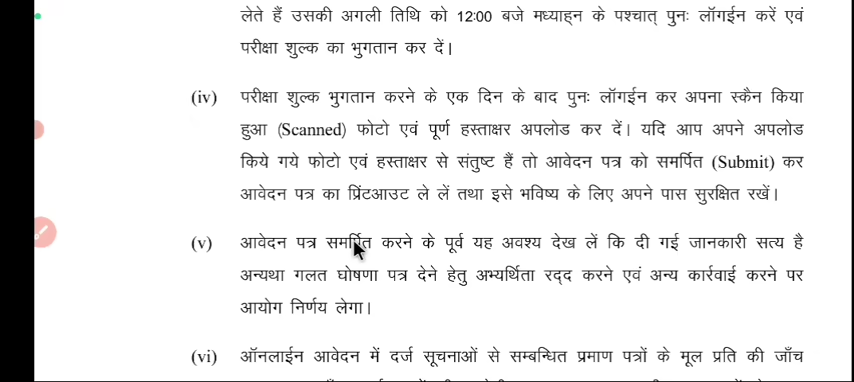 लेते हैं उसकी अगली तिथि को 12:00 बजे मध्याह्न के पश्चात् पुनः लॉगईन करें एवं
परीक्षा शुल्क का भुगतान कर दें।
(iv) परीक्षा शुल्क भुगतान करने के एक दिन के बाद पुनः लॉगईन कर अपना स्कैन किया
हुआ (Scanned) फोटो एवं पूर्ण हस्ताक्षर अपलोड कर दें। यदि आप अपने अपलोड
किये गये फोटो एवं हस्ताक्षर से संतुष्ट हैं तो आवेदन पत्र को समर्पित (Submit) कर
आवेदन पत्र का प्रिंटआउट ले लें तथा इसे भविष्य के लिए अपने पास सुरक्षित रखें।
(v) आवेदन पत्र समर्पित करने के पूर्व यह अवश्य देख लें कि दी गई जानकारी सत्य है
अन्यथा गलत घोषणा पत्र देने हेतु अभ्यर्थिता रद्द करने एवं अन्य कार्रवाई करने पर
आयोग निर्णय लेगा।
(vi) ऑनलाईन आवेदन में दर्ज सूचनाओं से सम्बन्धित प्रमाण पत्रों के मूल प्रति की जाँच